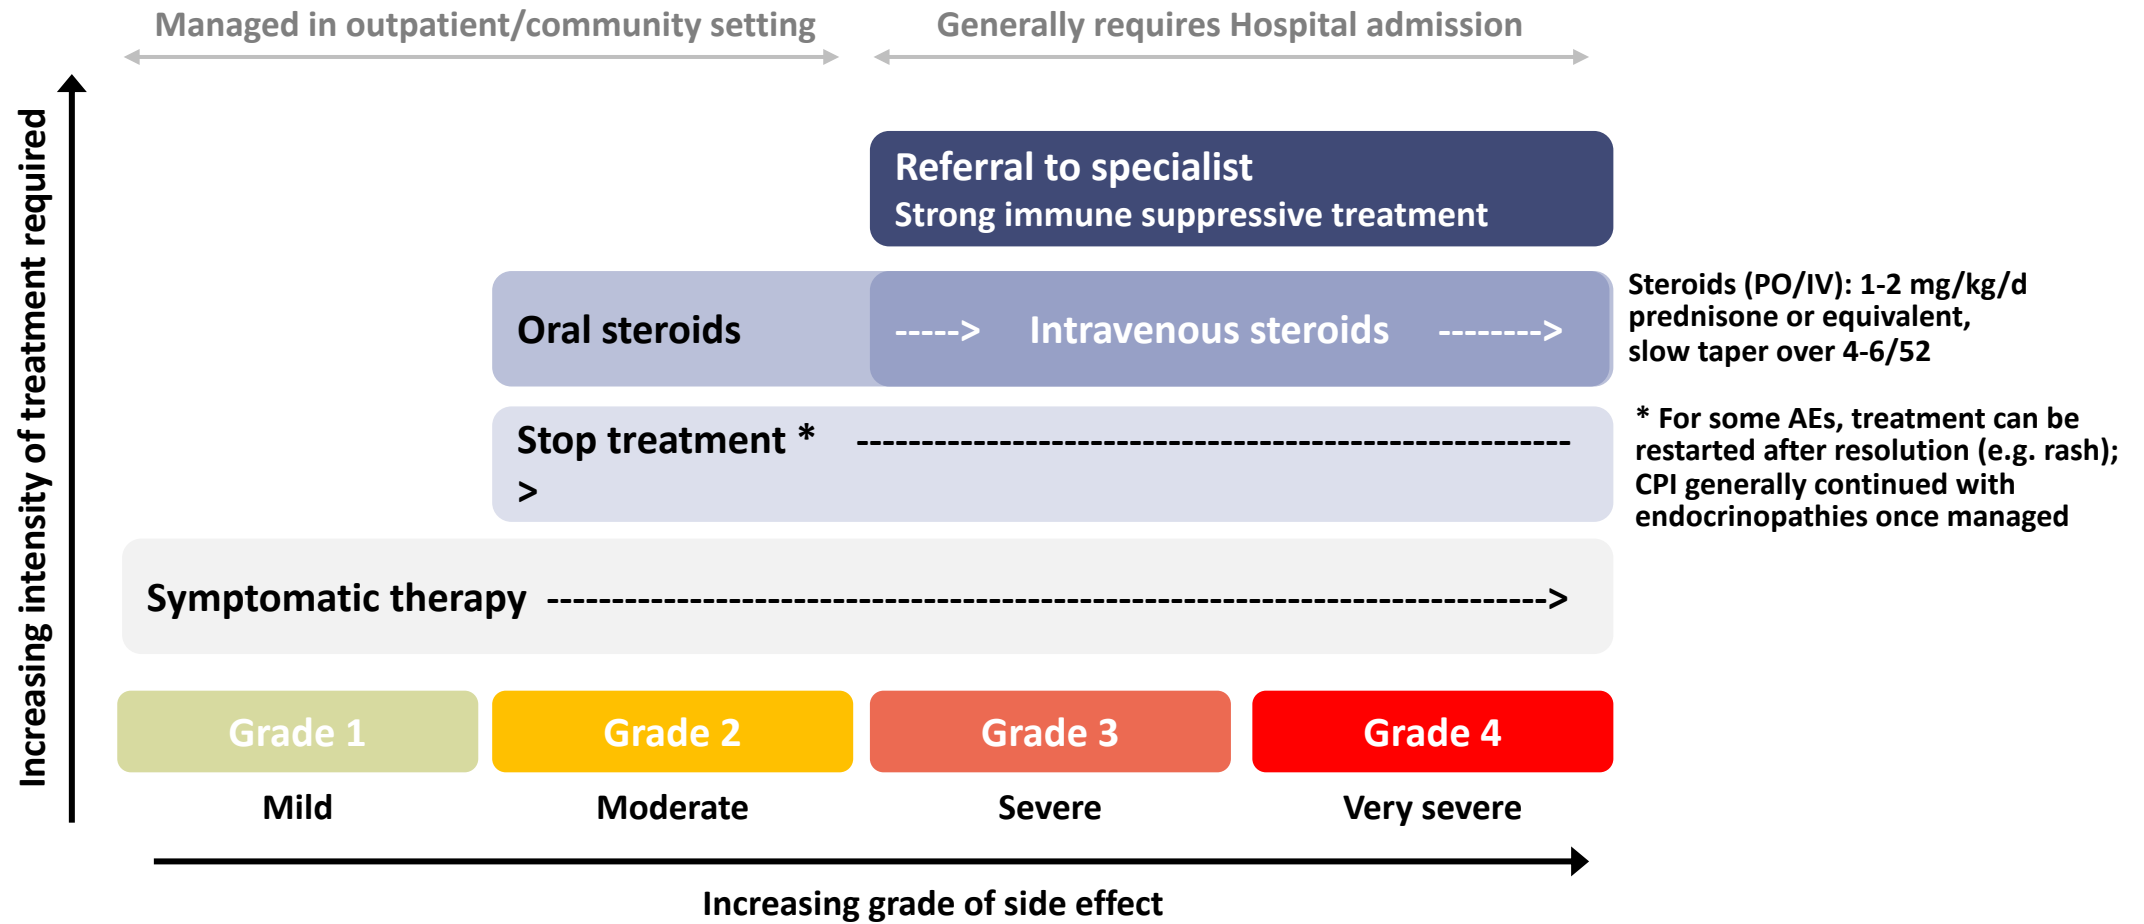 Managed in outpatient/community setting
Generally requires Hospital admission
Increasing intensity of treatment required
Referral to specialist
Strong immune suppressive treatment
Oral steroids
-----> Intravenous steroids -------->
Steroids (PO/IV): 1-2 mg/kg/d
prednisone or equivalent,
slow taper over 4-6/52
Stop treatment * -------------------------------------------------------
>
* For some AEs, treatment can be
restarted after resolution (e.g. rash);
CPI generally continued with
endocrinopathies once managed
Symptomatic therapy ----------------------------------------------------------------------------->
Grade 1
Grade 2
Grade 3
Grade 4
Mild
Moderate
Severe
Very severe
Increasing grade of side effect